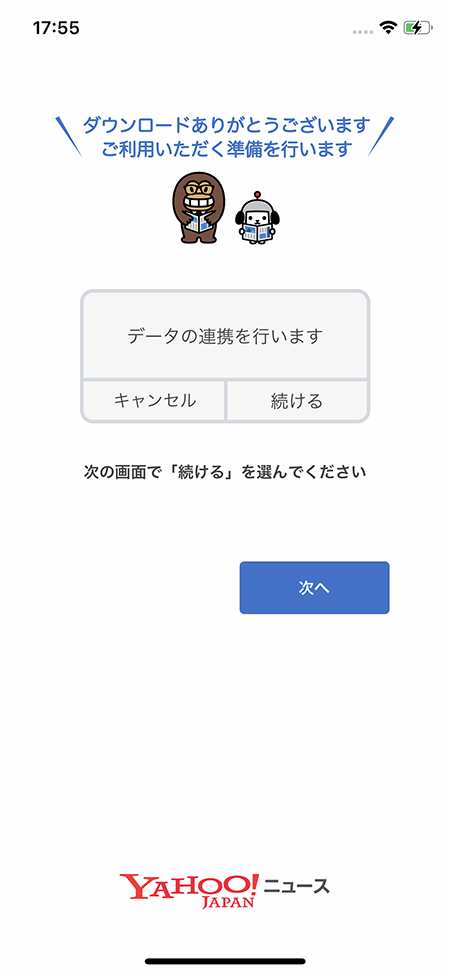 17:55
ダウンロードありがとうございます
ご利用いただく準備を行います
データの連携を行います
キャンセル
続ける
次の画面で「続ける」を選んでください
次へ
YAHOO! ニュース
JAPAN